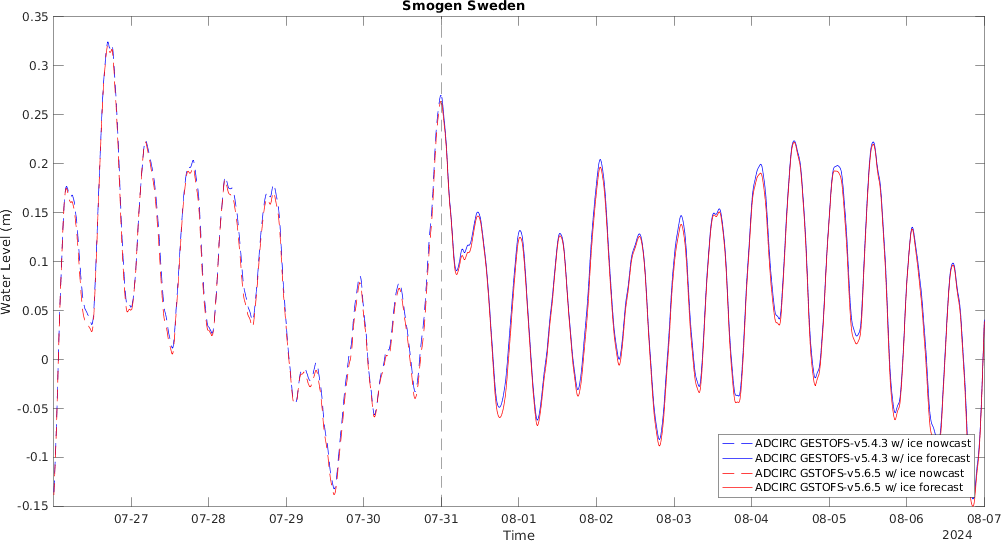 Smogen Sweden
0.35
0.3
0.25
0.2
0.15
0.1
0.05
0
-0.05
-0.1
-0.15
Water Level (m)
ADCIRC GESTOFS-v5.4.3 w/ ice nowcast
ADCIRC GESTOFS-v5.4.3 w/ ice forecast
ADCIRC GSTOFS-v5.6.5 w/ ice nowcast
ADCIRC GSTOFS-v5.6.5 w/ ice forecast
07-27 07-28 07-29 07-30 07-31 08-01 08-02 08-03 08-04 08-05 08-06 08-07
Time
2024